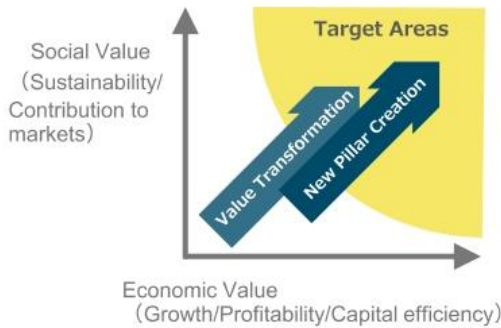 Target Areas
Social Value
（Sustainability/
Contribution to
markets）
Value Transformation
New Pillar Creation
Economic Value
（Growth/Profitability/Capital efficiency）